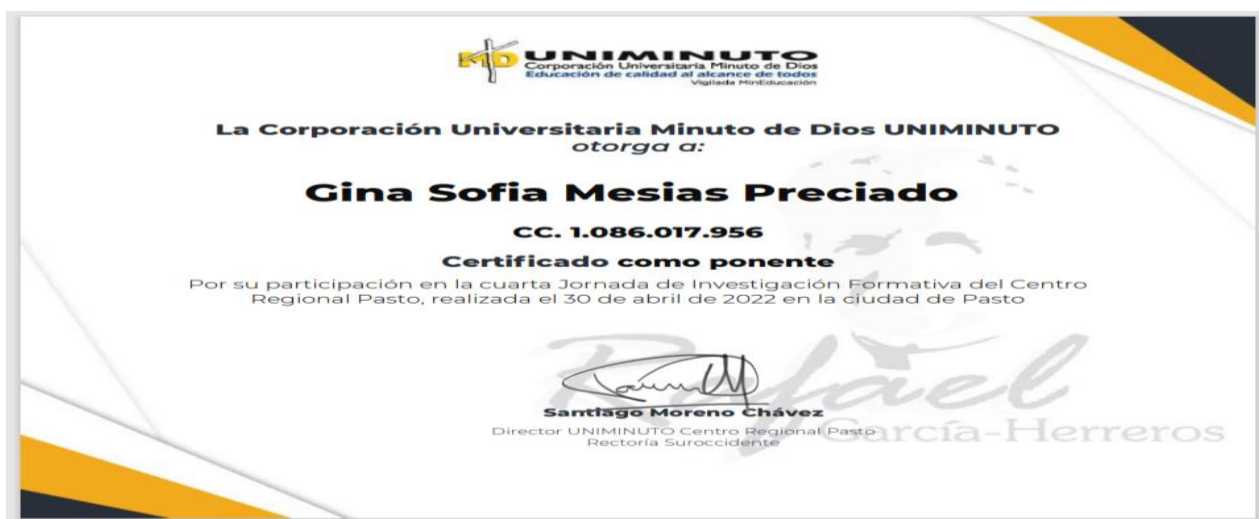 MD UNIMINUTO
Corporación Universitaria Minuto de Dios
Educación de calidad al alcance de todos
Vigilada MinEducación
La Corporación Universitaria Minuto de Dios UNIMINUTO
otorga a:
Gina Sofia Mesias Preciado
CC. 1.086.017.956
Certificado como ponente
Por su participación en la cuarta Jornada de Investigación Formativa del Centro
Regional Pasto, realizada el 30 de abril de 2022 en la ciudad de Pasto
Rafael
García-Herreros
Santiago Moreno Chávez
Director UNIMINUTO Centro Regional Pasto
Rectoría Suroccidente